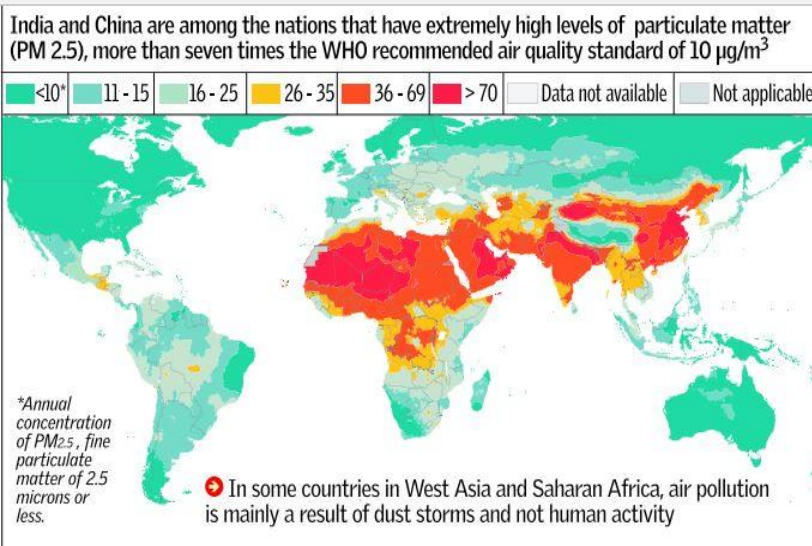 India and China are among the nations that have extremely high levels of particulate matter
(PM 2.5), more than seven times the WHO recommended air quality standard of 10 µg/m³
<10*
11 - 15
16 - 25
26 - 35
36 - 69
> 70
Data not available
Not applicable
*Annual
concentration
of PM2.5 , fine
particulate
matter of 2.5
microns or
less.
In some countries in West Asia and Saharan Africa, air pollution
is mainly a result of dust storms and not human activity